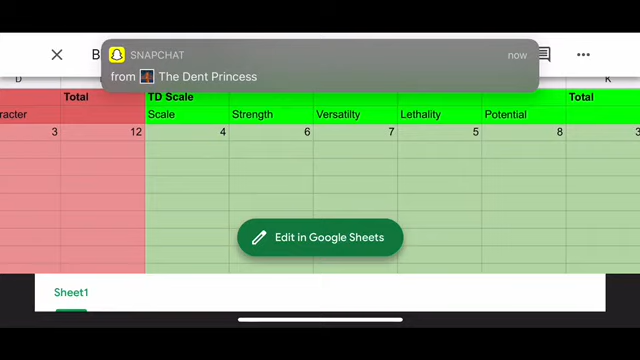 B
SNAPCHAT now
from The Dent Princess
D K
Total TD Scale Total
racter Scale Strength Versatilty Lethality Potential
3 12 4 6 7 5 8 3
Edit in Google Sheets
Sheet1